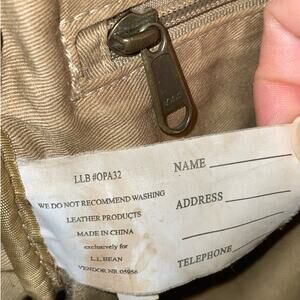 LLB #OPA32
WE DO NOT RECOMMEND WASHING
LEATHER PRODUCTS
MADE IN CHINA
exclusively for
L.L. BEAN
VENDOR NR.05956
NAME
ADDRESS
TELEPHONE